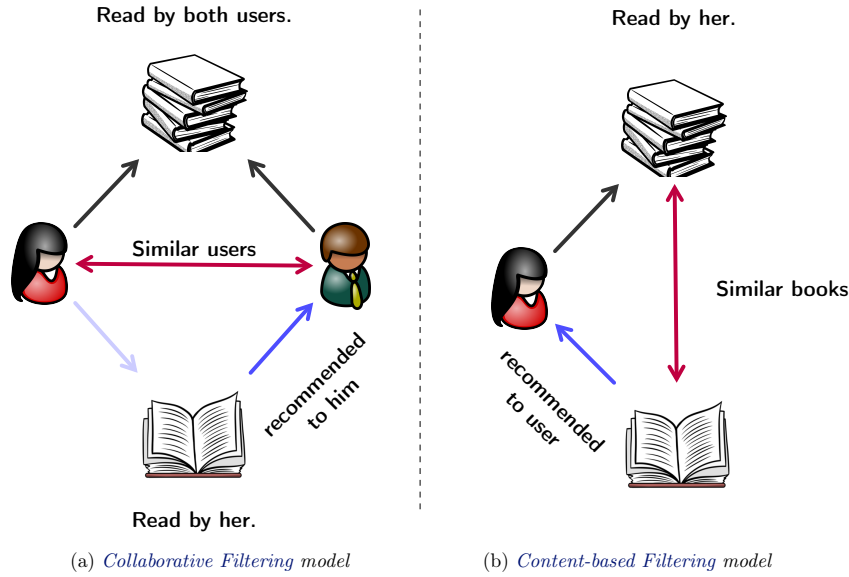 Read by both users.
Similar users
recommended
to him
Read by her.
(a) Collaborative Filtering model
Read by her.
Similar books
recommended
to user
(b) Content-based Filtering model